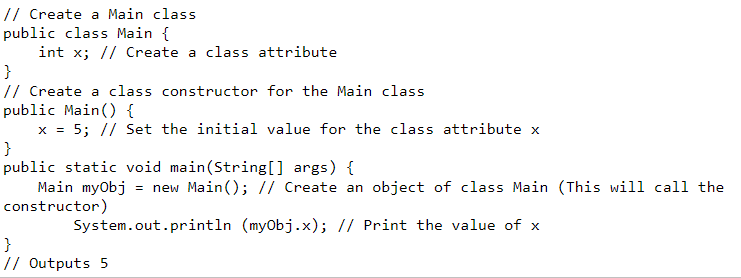 // Create a Main class
public class Main {
    int x; // Create a class attribute
}
// Create a class constructor for the Main class
public Main() {
    x = 5; // Set the initial value for the class attribute x
}
public static void main(String[] args) {
    Main myObj = new Main(); // Create an object of class Main (This will call the
constructor)
        System.out.println (myObj.x); // Print the value of x
}
// Outputs 5